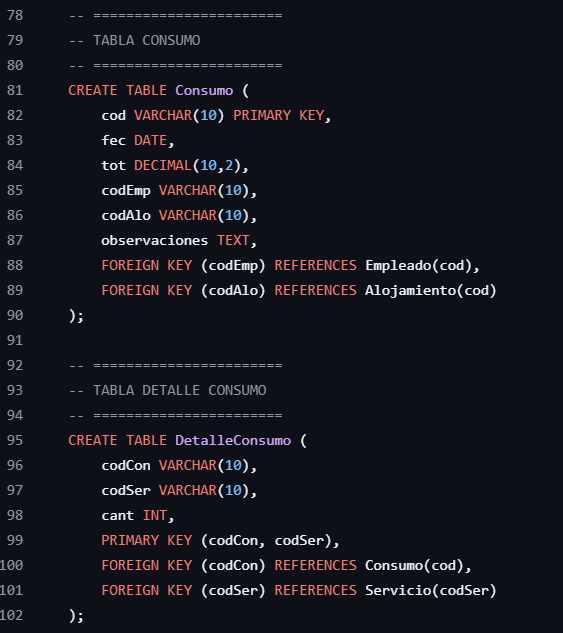 78 -- =======================
79 -- TABLA CONSUMO
80 -- =======================
81 CREATE TABLE Consumo (
82 cod VARCHAR(10) PRIMARY KEY,
83 fec DATE,
84 tot DECIMAL(10,2),
85 codEmp VARCHAR(10),
86 codAlo VARCHAR(10),
87 observaciones TEXT,
88 FOREIGN KEY (codEmp) REFERENCES Empleado(cod),
89 FOREIGN KEY (codAlo) REFERENCES Alojamiento(cod)
90 );
91
92 -- =======================
93 -- TABLA DETALLE CONSUMO
94 -- =======================
95 CREATE TABLE DetalleConsumo (
96 codCon VARCHAR(10),
97 codSer VARCHAR(10),
98 cant INT,
99 PRIMARY KEY (codCon, codSer),
100 FOREIGN KEY (codCon) REFERENCES Consumo(cod),
101 FOREIGN KEY (codSer) REFERENCES Servicio(codSer)
102 );